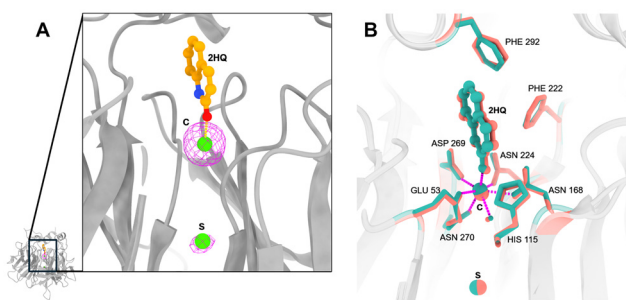 A
2HQ
C
S
B
PHE 292
PHE 222
2HQ
ASP 269
ASN 224
GLU 53
ASN 168
C
ASN 270
HIS 115
S